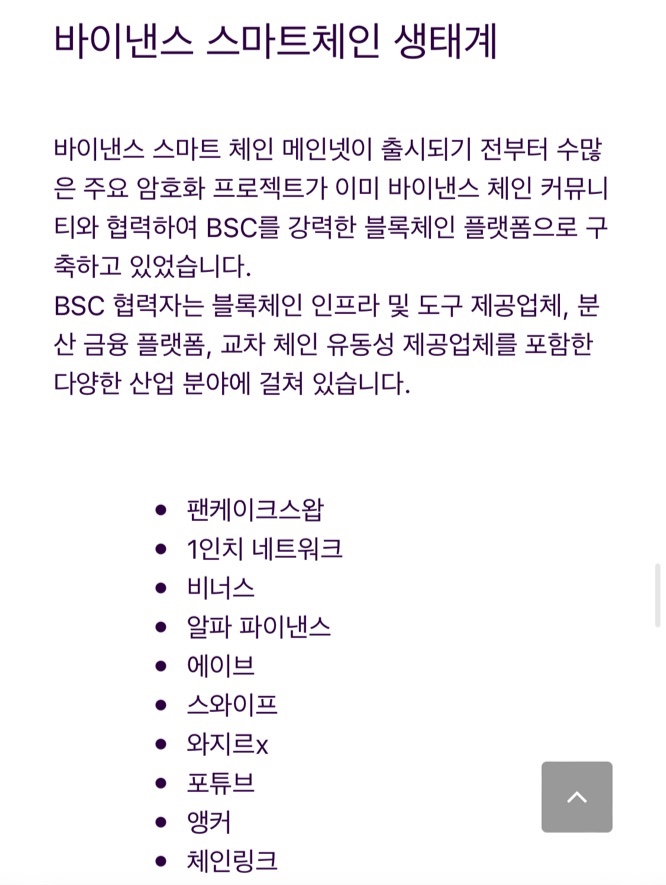 바이낸스 스마트체인 생태계
바이낸스 스마트 체인 메인넷이 출시되기 전부터 수많
은 주요 암호화 프로젝트가 이미 바이낸스 체인 커뮤니
티와 협력하여 BSC를 강력한 블록체인 플랫폼으로 구
축하고 있었습니다.
BSC 협력자는 블록체인 인프라 및 도구 제공업체, 분
산 금융 플랫폼, 교차 체인 유동성 제공업체를 포함한
다양한 산업 분야에 걸쳐 있습니다.
• 팬케이크스왑
• 1인치 네트워크
• 비너스
• 알파 파이낸스
• 에이브
• 스와이프
• 와지르x
• 포튜브
• 앵커
• 체인링크